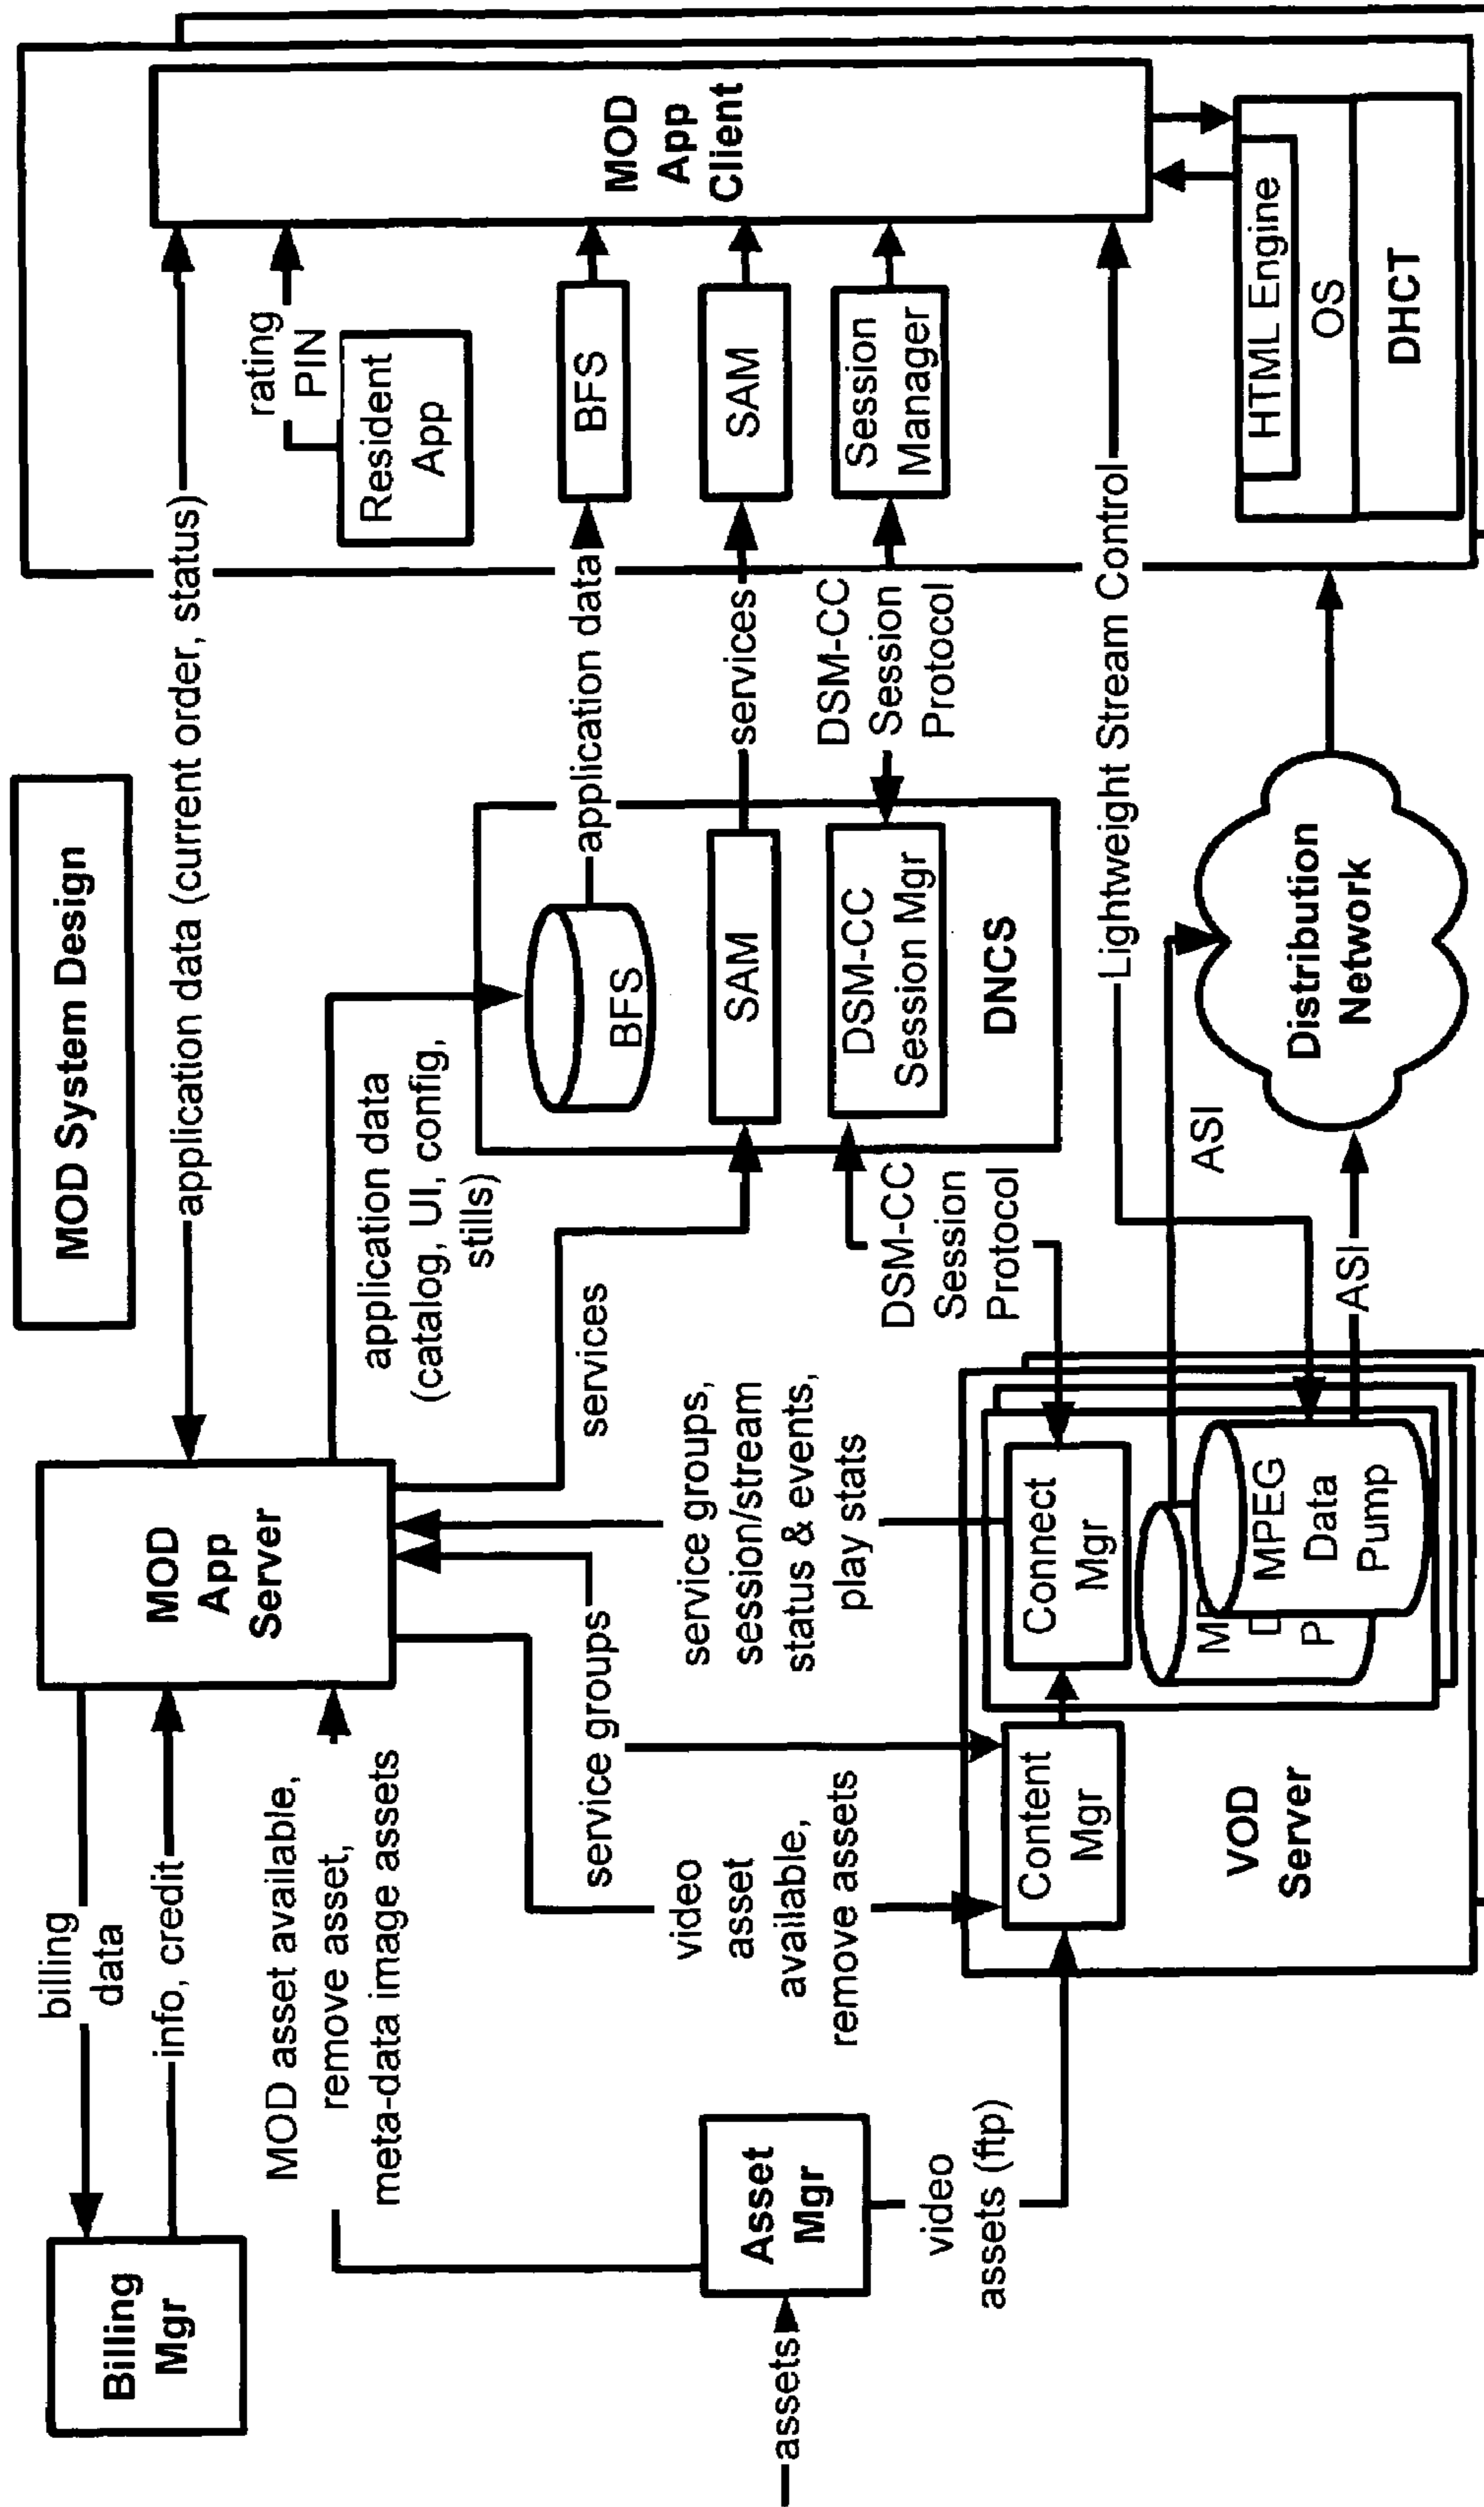 MOD System Design
Billing
Mgr
billing
data
info, credit
MOD asset available,
remove asset,
meta-data image assets
MOD
App
Server
application data (current order, status)
application data
(catalog, UI, config,
stills)
services
service groups
service groups,
session/stream
status & events,
play stats
video
asset
available,
remove assets
assets
Asset
Mgr
video
assets (ftp)
Content
Mgr
VOD
Server
Connect
Mgr
MPEG
Data
Pump
MP
D
P
DSM-CC
Session
Protocol
BFS
SAM
DSM-CC
Session Mgr
DNCS
application data
services
DSM-CC
Session
Protocol
Lightweight Stream Control
ASI
ASI
Distribution
Network
rating
PIN
Resident
App
BFS
SAM
Session
Manager
MOD
App
Client
HTML Engine
OS
DHCT